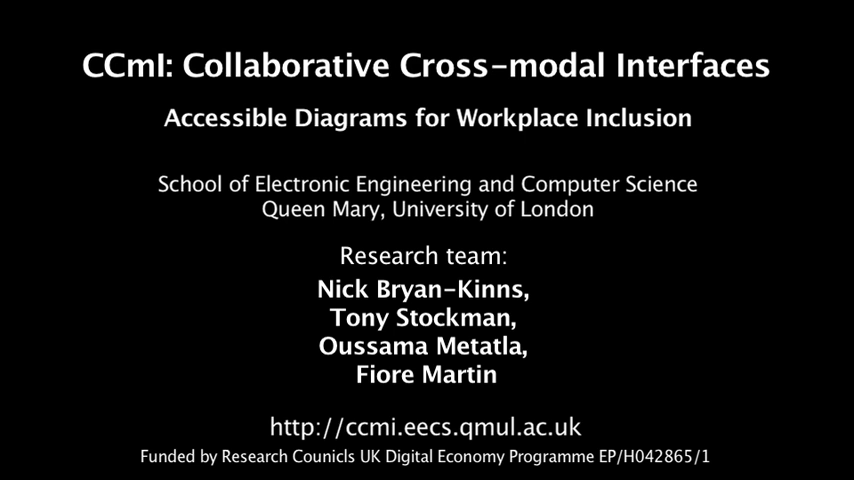 CCmI: Collaborative Cross-modal Interfaces
Accessible Diagrams for Workplace Inclusion
School of Electronic Engineering and Computer Science
Queen Mary, University of London
Research team:
Nick Bryan-Kinns,
Tony Stockman,
Oussama Metatla,
Fiore Martin
http://ccmi.eecs.qmul.ac.uk
Funded by Research Counicls UK Digital Economy Programme EP/H042865/1